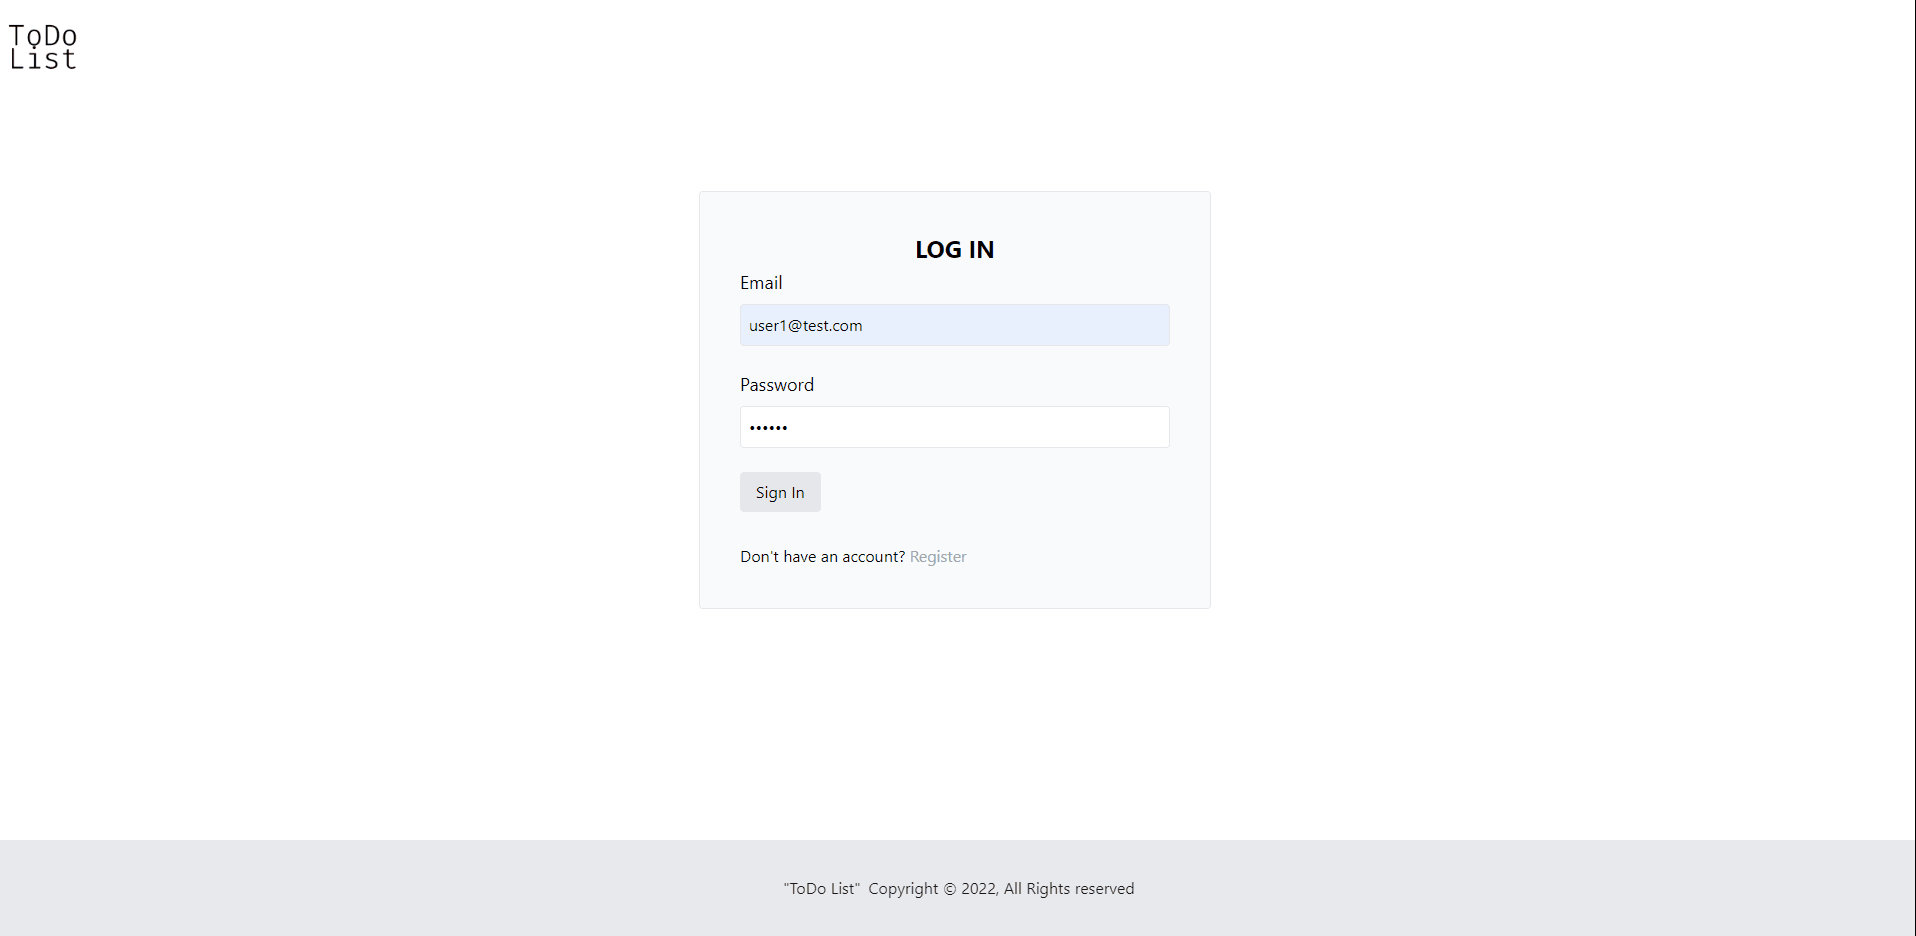 ToDo
List
LOG IN
Email
user1@test.com
Password
••••••
Sign In
Don't have an account? Register
"ToDo List" Copyright © 2022, All Rights reserved